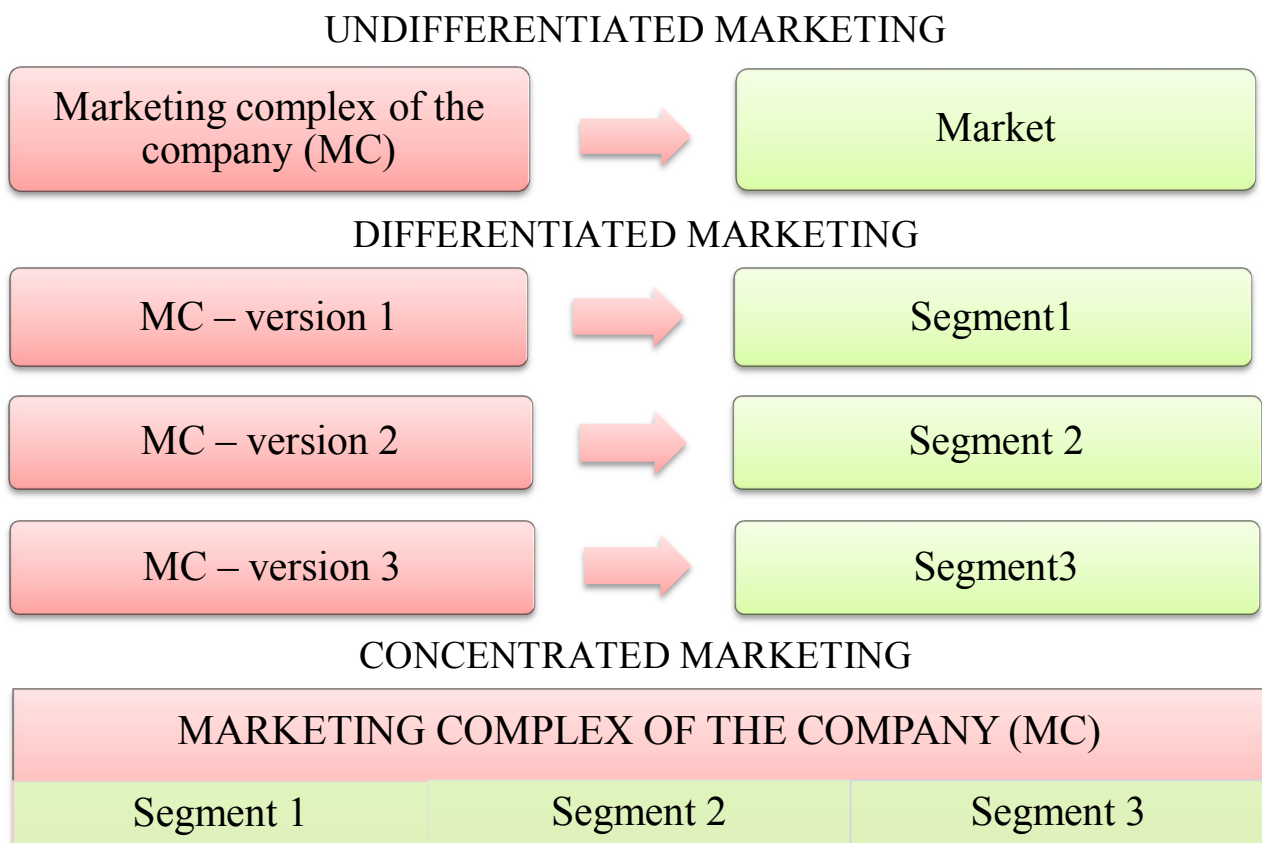 UNDIFFERENTIATED MARKETING
Marketing complex of the
company (MC)
Market
DIFFERENTIATED MARKETING
MC – version 1
Segment1
MC – version 2
Segment 2
MC – version 3
Segment3
CONCENTRATED MARKETING
MARKETING COMPLEX OF THE COMPANY (MC)
Segment 1
Segment 2
Segment 3